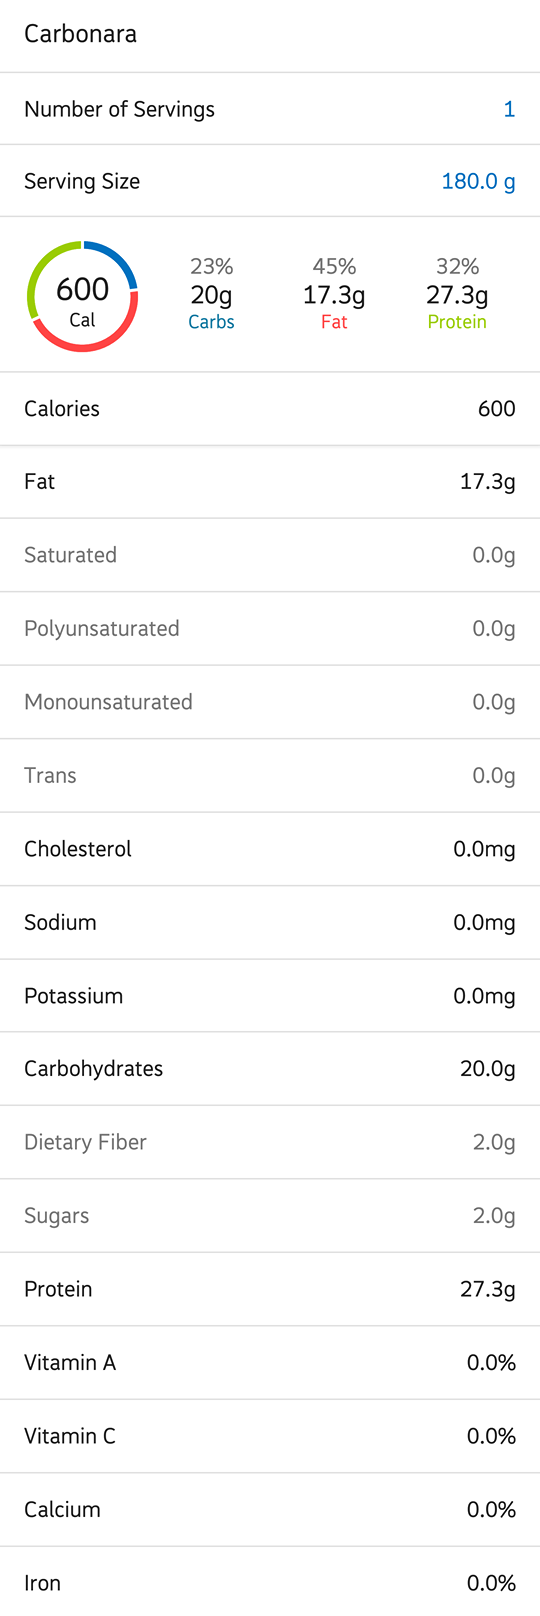 Carbonara
Number of Servings 1
Serving Size 180.0 g
600 Cal
23% 45% 32%
20g 17.3g 27.3g
Carbs Fat Protein
Calories 600
Fat 17.3g
Saturated 0.0g
Polyunsaturated 0.0g
Monounsaturated 0.0g
Trans 0.0g
Cholesterol 0.0mg
Sodium 0.0mg
Potassium 0.0mg
Carbohydrates 20.0g
Dietary Fiber 2.0g
Sugars 2.0g
Protein 27.3g
Vitamin A 0.0%
Vitamin C 0.0%
Calcium 0.0%
Iron 0.0%